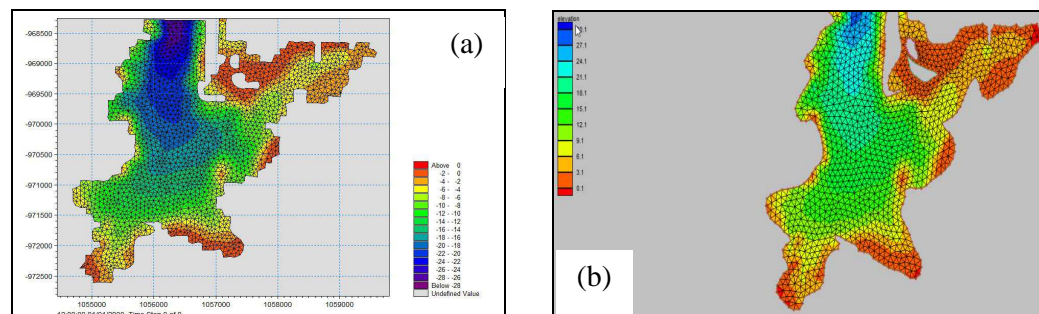 (a)
-968500
-969000
-969500
-970000
-970500
-971000
-971500
-972000
-972500
1055000 1056000 1057000 1058000 1059000
Above 0
-2 - 0
-4 - -2
-6 - -4
-8 - -6
-10 - -8
-12 - -10
-14 - -12
-16 - -14
-18 - -16
-20 - -18
-22 - -20
-24 - -22
-26 - -24
-28 - -26
Below -28
Undefined Value
elevation
27.1
24.1
21.1
18.1
15.1
12.1
9.1
6.1
3.1
0.1
(b)